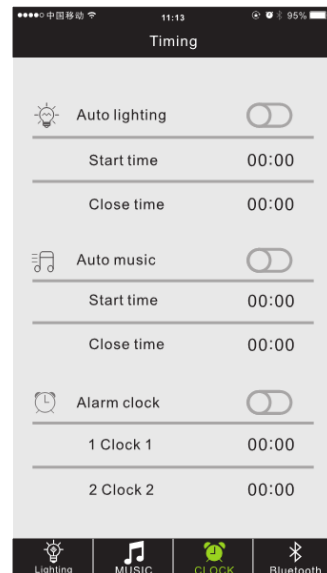 中国移动 11:13 95%
Timing
Auto lighting
Start time 00:00
Close time 00:00
Auto music
Start time 00:00
Close time 00:00
Alarm clock
1 Clock 1 00:00
2 Clock 2 00:00
Lighting MUSIC CLOCK Bluetooth